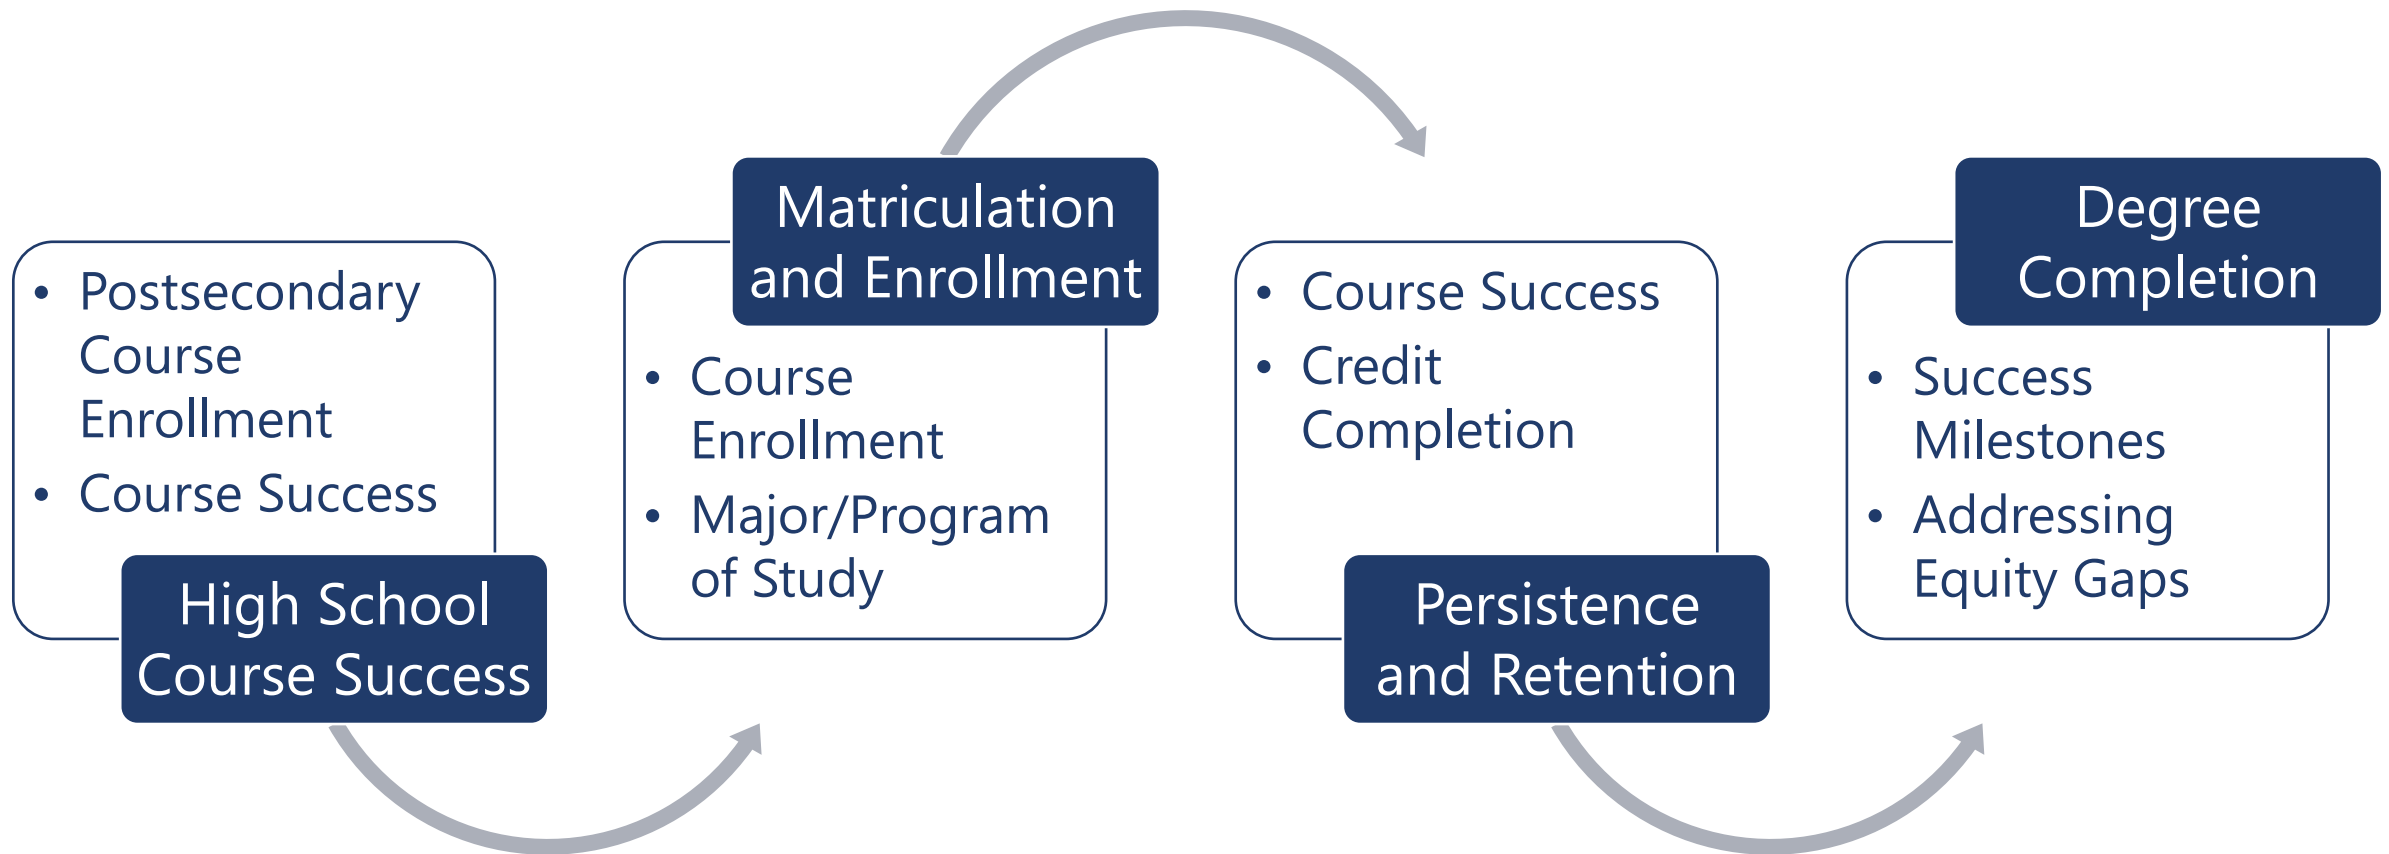 • Postsecondary
Course
Enrollment
• Course Success
High School
Course Success
Matriculation
and Enrollment
• Course
Enrollment
• Major/Program
of Study
• Course Success
• Credit
Completion
Persistence
and Retention
Degree
Completion
• Success
Milestones
• Addressing
Equity Gaps